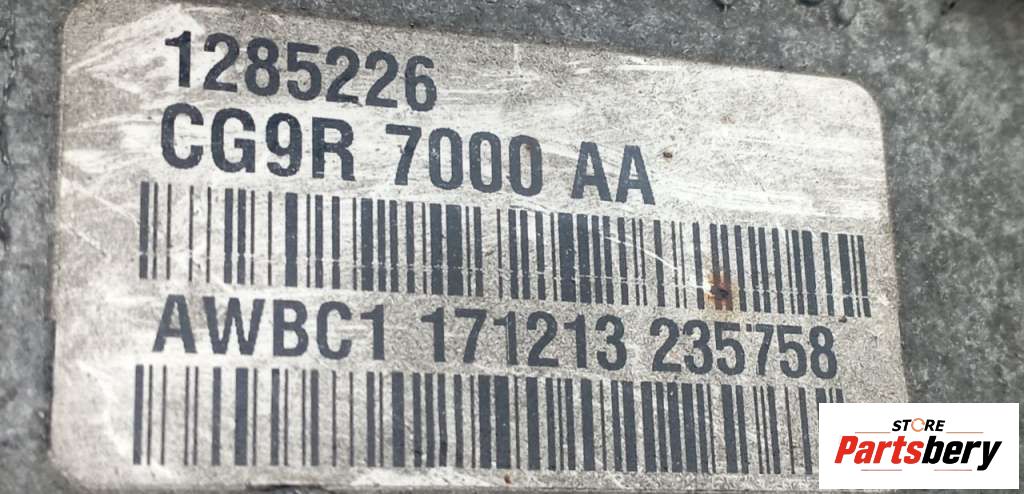 1285226
CG9R 7000 AA
AWBC1 171213 235758
STORE
Partsbery